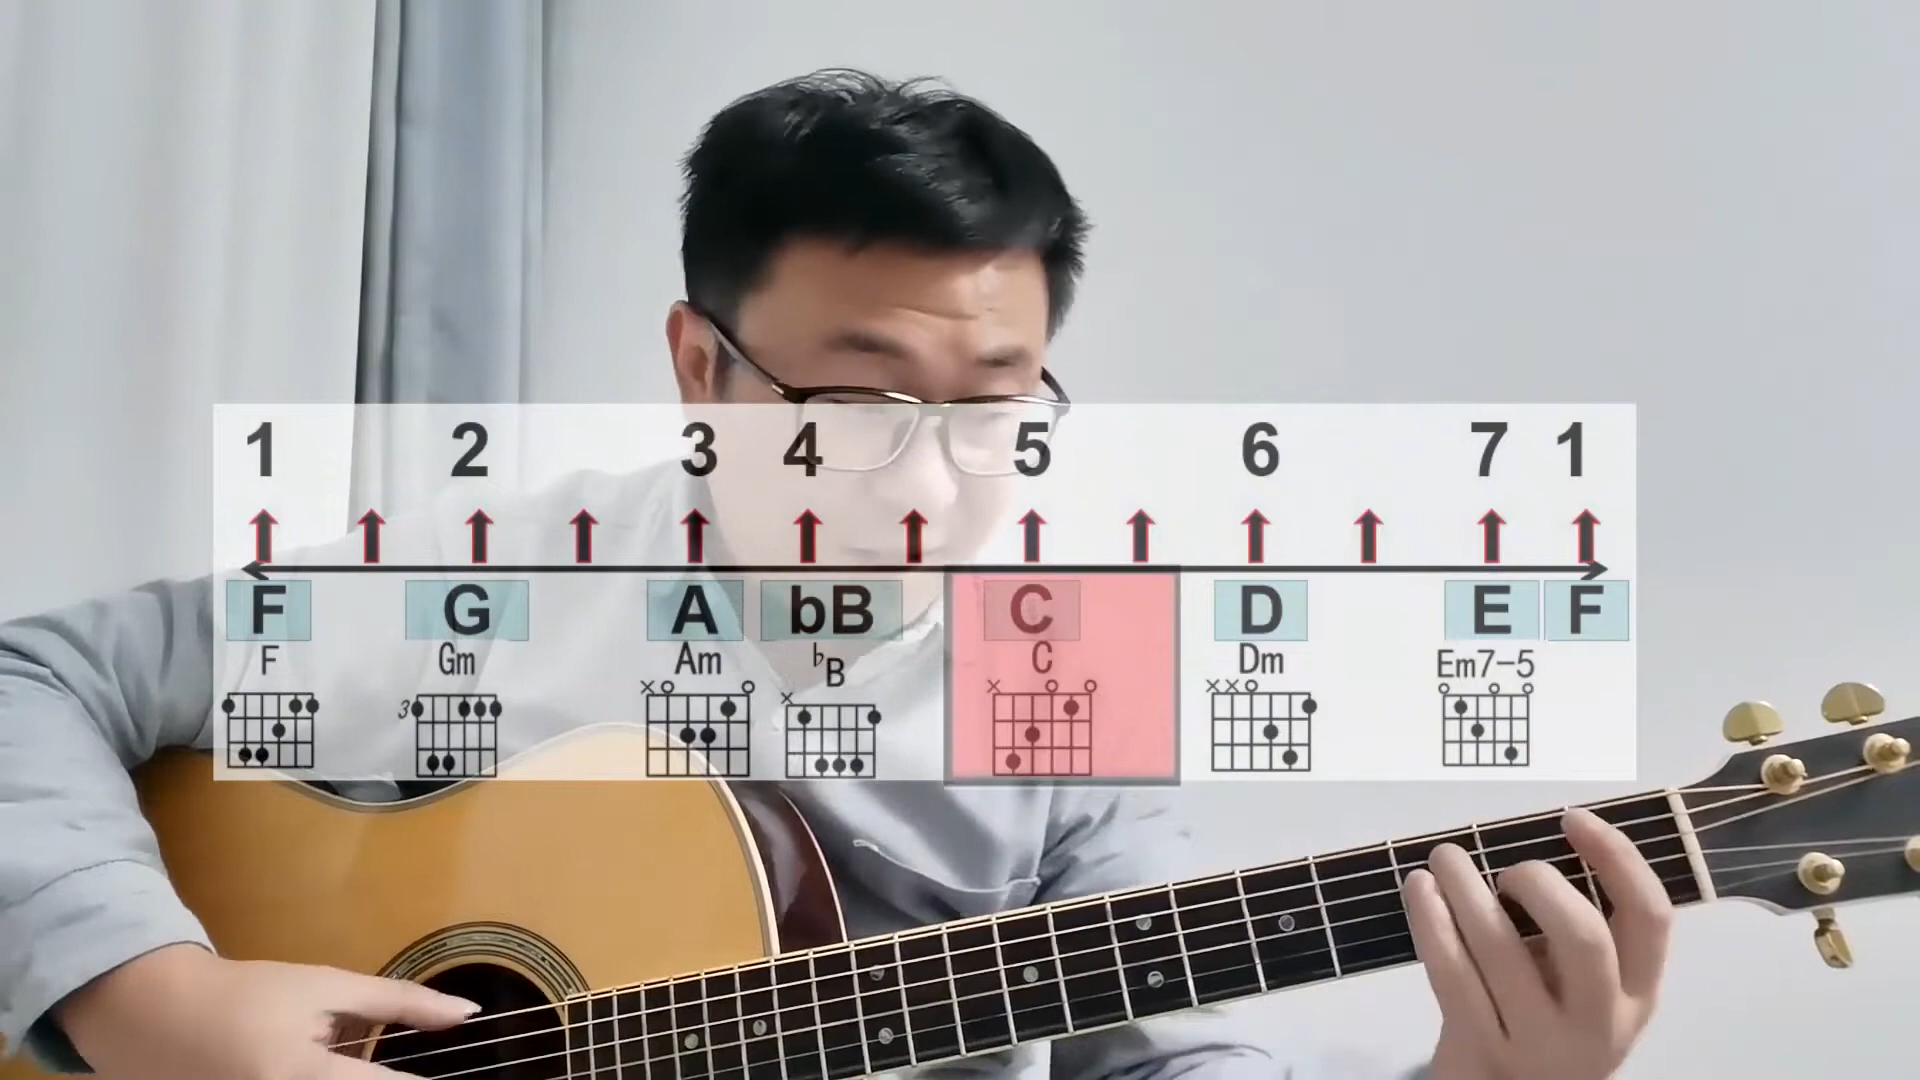 1 2 3 4 5 6 7 1
F G A bB C D E F
F Gm Am ♭B C Dm Em7-5
3